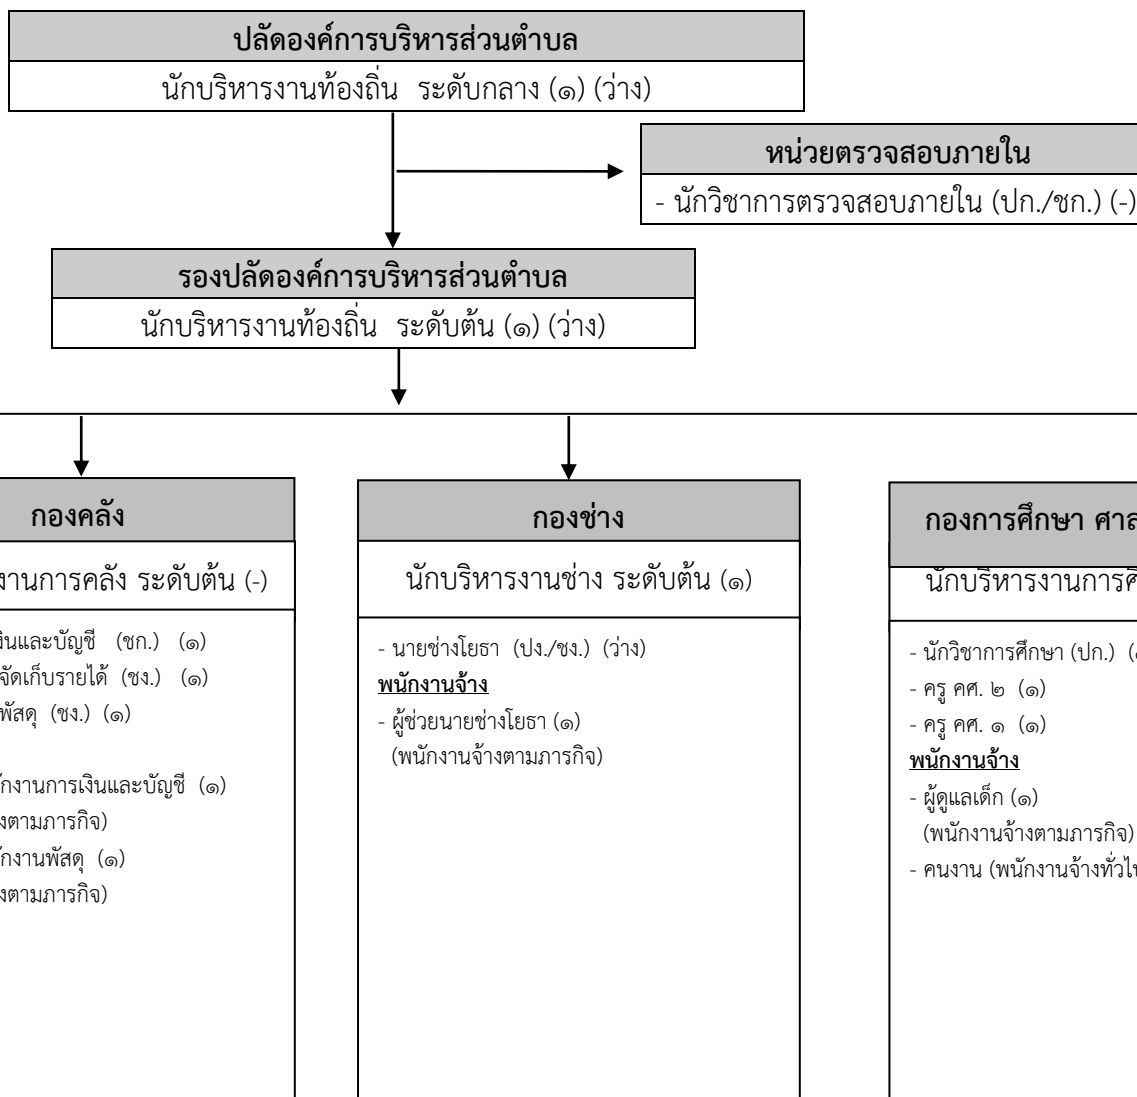 ปลัดองค์การบริหารส่วนตำบล
นักบริหารงานท้องถิ่น ระดับกลาง (๑) (ว่าง)
หน่วยตรวจสอบภายใน
- นักวิชาการตรวจสอบภายใน (ปก./ชก.) (-)
รองปลัดองค์การบริหารส่วนตำบล
นักบริหารงานท้องถิ่น ระดับต้น (๑) (ว่าง)
กองคลัง
งานการคลัง ระดับต้น (-)
เงินและบัญชี (ชก.) (๑)
จัดเก็บรายได้ (ชง.) (๑)
พัสดุ (ชง.) (๑)
กงานการเงินและบัญชี (๑)
งตามภารกิจ)
กงานพัสดุ (๑)
งตามภารกิจ)
กองช่าง
นักบริหารงานช่าง ระดับต้น (๑)
- นายช่างโยธา (ปง./ชง.) (ว่าง)
พนักงานจ้าง
- ผู้ช่วยนายช่างโยธา (๑)
(พนักงานจ้างตามภารกิจ)
กองการศึกษา ศาส
นักบริหารงานการศึ
- นักวิชาการศึกษา (ปก.)
- ครู คศ. ๒ (๑)
- ครู คศ. ๑ (๑)
พนักงานจ้าง
- ผู้ดูแลเด็ก (๑)
(พนักงานจ้างตามภารกิจ)
- คนงาน (พนักงานจ้างทั่วไป